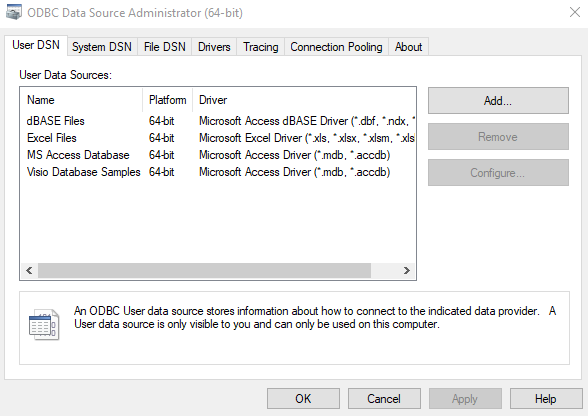 ODBC Data Source Administrator (64-bit)
User DSN System DSN File DSN Drivers Tracing Connection Pooling About
User Data Sources:
Name Platform Driver
dBASE Files 64-bit Microsoft Access dBASE Driver (*.dbf, *.ndx, *
Excel Files 64-bit Microsoft Excel Driver (*.xls, *.xlsx, *.xlsm, *.xls
MS Access Database 64-bit Microsoft Access Driver (*.mdb, *.accdb)
Visio Database Samples 64-bit Microsoft Access Driver (*.mdb, *.accdb)
Add...
Remove
Configure...
An ODBC User data source stores information about how to connect to the indicated data provider. A
User data source is only visible to you and can only be used on this computer.
OK Cancel Apply Help